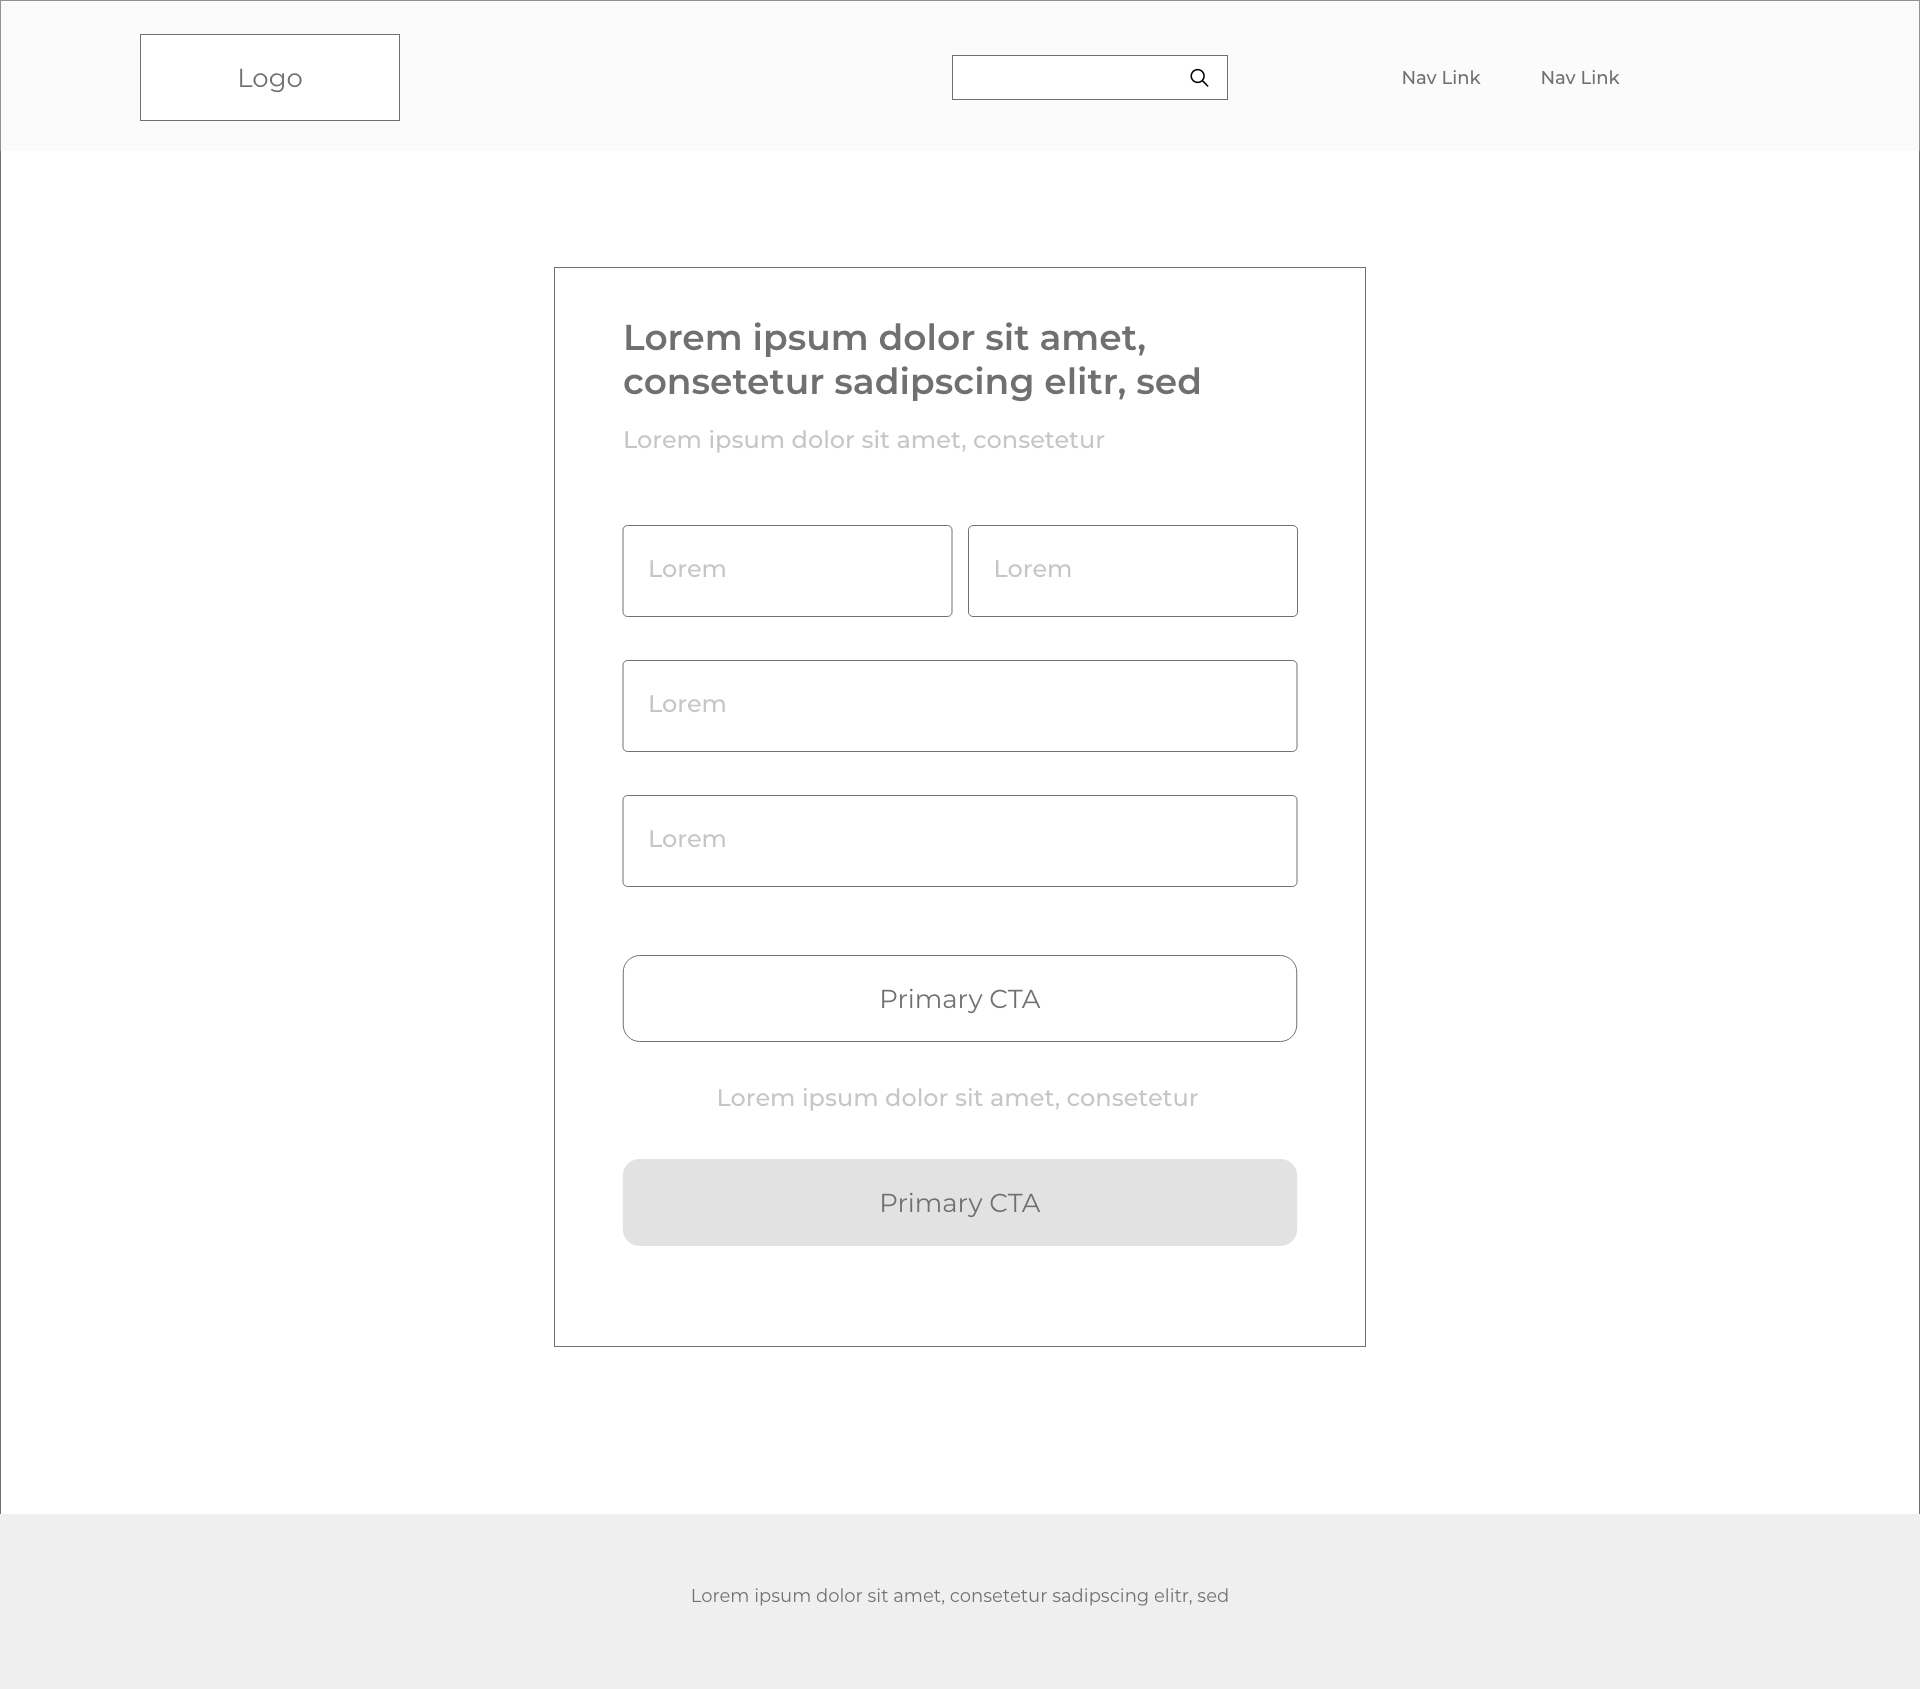 Logo
Nav Link
Nav Link
Lorem ipsum dolor sit amet,
consetetur sadipscing elitr, sed
Lorem ipsum dolor sit amet, consetetur
Lorem
Lorem
Lorem
Lorem
Primary CTA
Lorem ipsum dolor sit amet, consetetur
Primary CTA
Lorem ipsum dolor sit amet, consetetur sadipscing elitr, sed